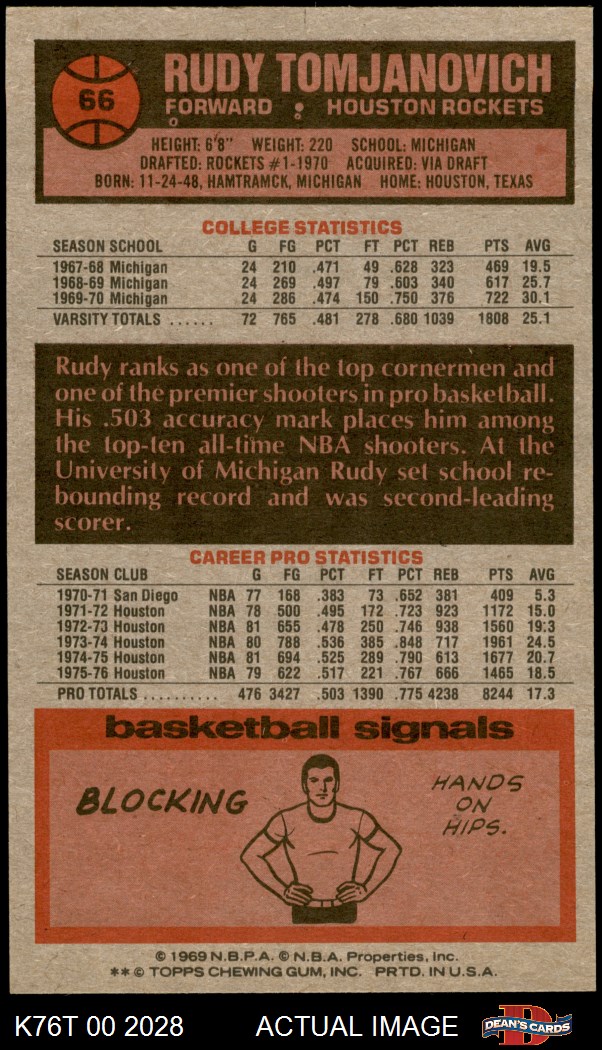 66
RUDY TOMJANOVICH
FORWARD HOUSTON ROCKETS
HEIGHT: 6'8" WEIGHT: 220 SCHOOL: MICHIGAN
DRAFTED: ROCKETS #1-1970 ACQUIRED: VIA DRAFT
BORN: 11-24-48, HAMTRAMCK, MICHIGAN HOME: HOUSTON, TEXAS
COLLEGE STATISTICS
SEASON SCHOOL G FG PCT FT PCT REB PTS AVG
1967-68 Michigan 24 210 .471 49 .628 323 469 19.5
1968-69 Michigan 24 269 .497 79 .603 340 617 25.7
1969-70 Michigan 24 286 .474 150 .750 376 722 30.1
VARSITY TOTALS ...... 72 765 .481 278 .680 1039 1808 25.1
Rudy ranks as one of the top cornermen and
one of the premier shooters in pro basketball.
His .503 accuracy mark places him among
the top-ten all-time NBA shooters. At the
University of Michigan Rudy set school re-
bounding record and was second-leading
scorer.
CAREER PRO STATISTICS
SEASON CLUB G FG PCT FT PCT REB PTS AVG
1970-71 San Diego NBA 77 168 .383 73 .652 381 409 5.3
1971-72 Houston NBA 78 500 .495 172 .723 923 1172 15.0
1972-73 Houston NBA 81 655 .478 250 .746 938 1560 19.3
1973-74 Houston NBA 80 788 .536 385 .848 717 1961 24.5
1974-75 Houston NBA 81 694 .525 289 .790 613 1677 20.7
1975-76 Houston NBA 79 622 .517 221 .767 666 1465 18.5
PRO TOTALS .......... 476 3427 .503 1390 .775 4238 8244 17.3
basketball signals
BLOCKING
HANDS
ON
HIPS.
© 1969 N.B.P.A. © N.B.A. Properties, Inc.
** © TOPPS CHEWING GUM, INC. PRTD. IN U.S.A.
K76T 00 2028 ACTUAL IMAGE
D
DEAN'S CARDS